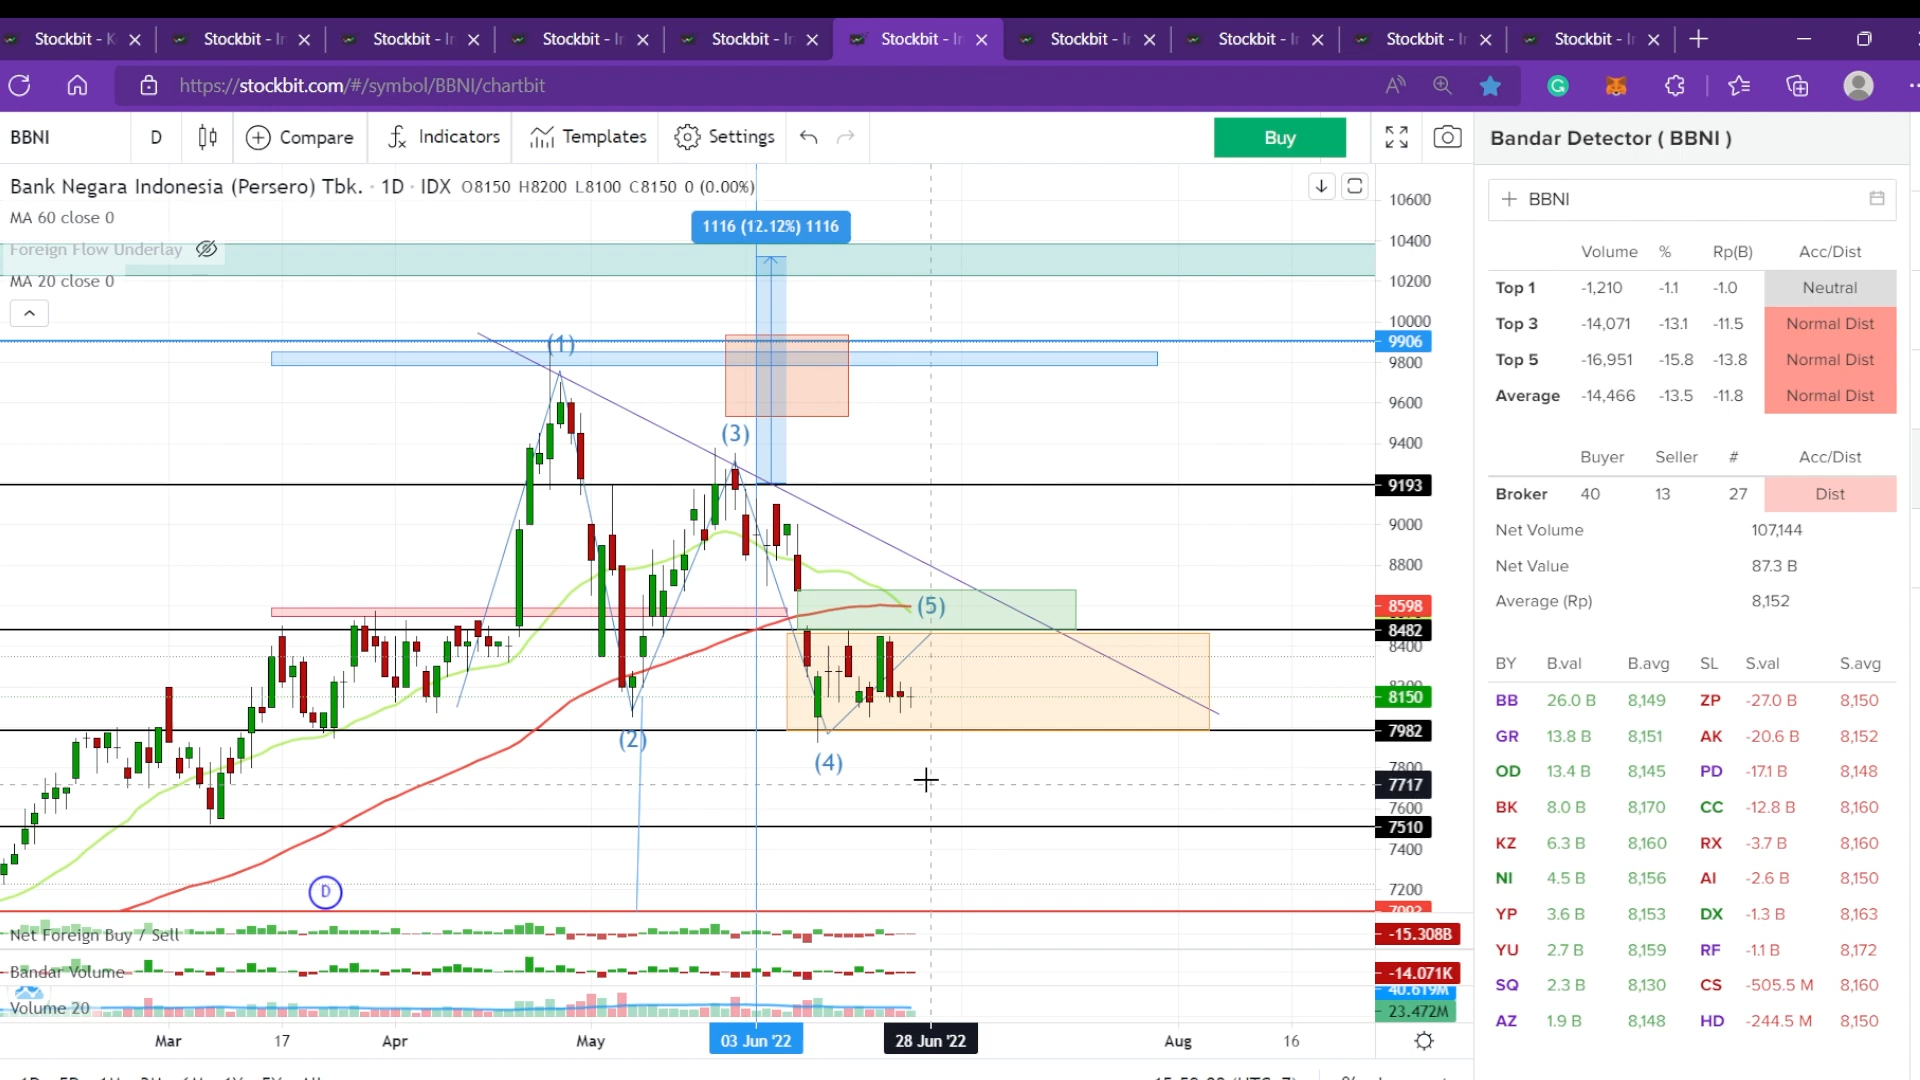 Stockbit - K
Stockbit - In
Stockbit - In
Stockbit - In
Stockbit - In
Stockbit - In
Stockbit - In
Stockbit - In
Stockbit - In
Stockbit - In
https://stockbit.com/#/symbol/BBNI/chartbit
BBNI D Compare Indicators Templates Settings Buy
Bank Negara Indonesia (Persero) Tbk. · 1D · IDX O8150 H8200 L8100 C8150 0 (0.00%)
MA 60 close 0
Foreign Flow Underlay
MA 20 close 0
1116 (12.12%) 1116
(1)
(2)
(3)
(4)
(5)
D
10600
10400
10200
10000
9906
9800
9600
9400
9193
9000
8800
8598
8482
8400
8200
8150
7982
7800
7717
7600
7510
7400
7200
Net Foreign Buy / Sell
-15.308B
Bandar Volume
-14.071K
40.619M
Volume 20
23.472M
Mar 17 Apr May 03 Jun '22 28 Jun '22 Aug 16
Bandar Detector ( BBNI )
BBNI
Volume % Rp(B) Acc/Dist
Top 1 -1,210 -1.1 -1.0 Neutral
Top 3 -14,071 -13.1 -11.5 Normal Dist
Top 5 -16,951 -15.8 -13.8 Normal Dist
Average -14,466 -13.5 -11.8 Normal Dist
Buyer Seller # Acc/Dist
Broker 40 13 27 Dist
Net Volume 107,144
Net Value 87.3 B
Average (Rp) 8,152
BY B.val B.avg SL S.val S.avg
BB 26.0 B 8,149 ZP -27.0 B 8,150
GR 13.8 B 8,151 AK -20.6 B 8,152
OD 13.4 B 8,145 PD -17.1 B 8,148
BK 8.0 B 8,170 CC -12.8 B 8,160
KZ 6.3 B 8,160 RX -3.7 B 8,160
NI 4.5 B 8,156 AI -2.6 B 8,150
YP 3.6 B 8,153 DX -1.3 B 8,163
YU 2.7 B 8,159 RF -1.1 B 8,172
SQ 2.3 B 8,130 CS -505.5 M 8,160
AZ 1.9 B 8,148 HD -244.5 M 8,150